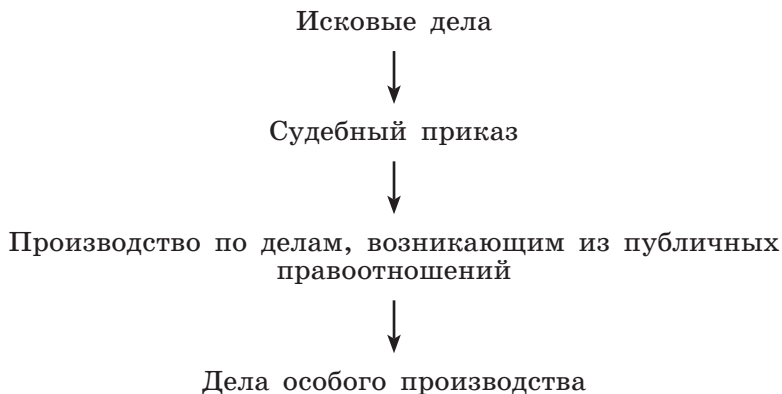 Исковые дела
Судебный приказ
Производство по делам, возникающим из публичных
правоотношений
Дела особого производства